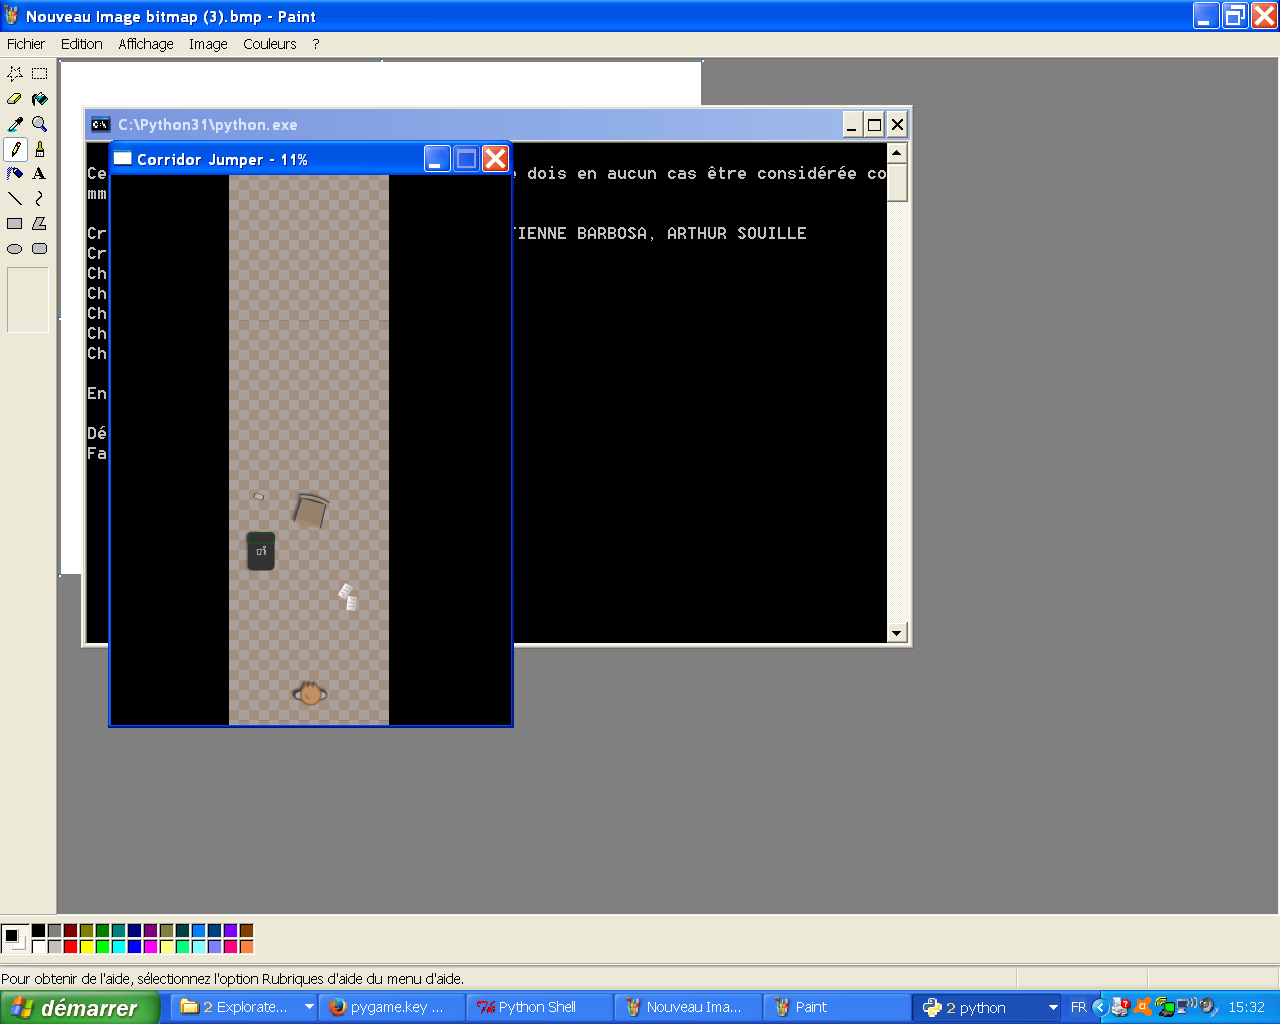 Nouveau Image bitmap (3).bmp - Paint
Fichier Edition Affichage Image Couleurs ?
C:\Python31\python.exe
Corridor Jumper - 11%
Ce
dois en aucun cas être considérée co
mm
Cr
TIENNE BARBOSA, ARTHUR SOUILLE
Cr
Ch
Ch
Ch
Ch
Ch
En
Dé
Fa
Pour obtenir de l'aide, sélectionnez l'option Rubriques d'aide du menu d'aide.
démarrer
2 Explorate...
pygame.key ...
Python Shell
Nouveau Ima...
Paint
2 python
FR
15:32